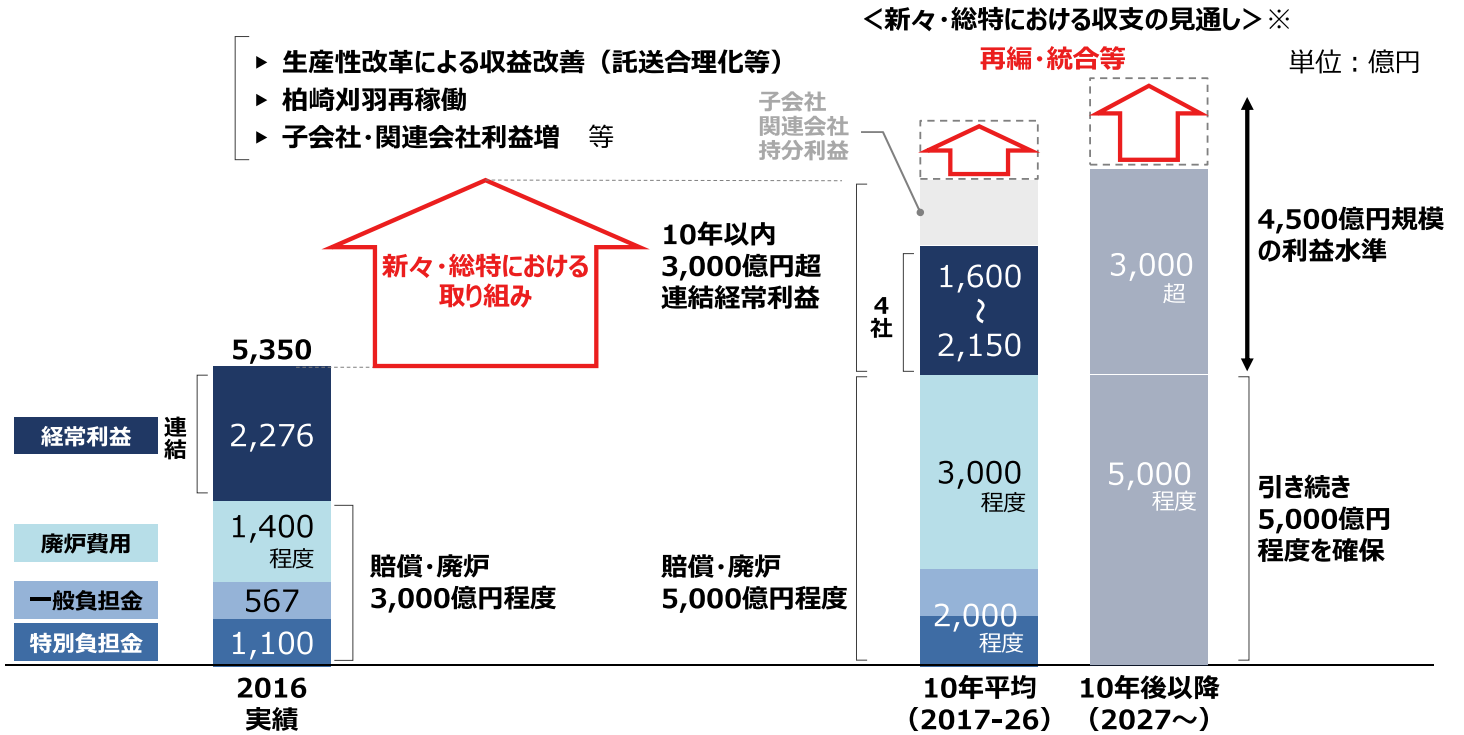 ＜新々・総特における収支の見通し＞※
再編・統合等
単位：億円
▶ 生産性改革による収益改善（託送合理化等）
▶ 柏崎刈羽再稼働
▶ 子会社・関連会社利益増　等
子会社
関連会社
持分利益
新々・総特における
取り組み
10年以内
3,000億円超
連結経常利益
4
社
1,600
～
2,150
3,000
超
4,500億円規模
の利益水準
5,350
経常利益
連
結
2,276
廃炉費用
1,400
程度
一般負担金
567
特別負担金
1,100
賠償・廃炉
3,000億円程度
賠償・廃炉
5,000億円程度
3,000
程度
2,000
程度
5,000
程度
引き続き
5,000億円
程度を確保
2016
実績
10年平均
（2017-26）
10年後以降
（2027～）